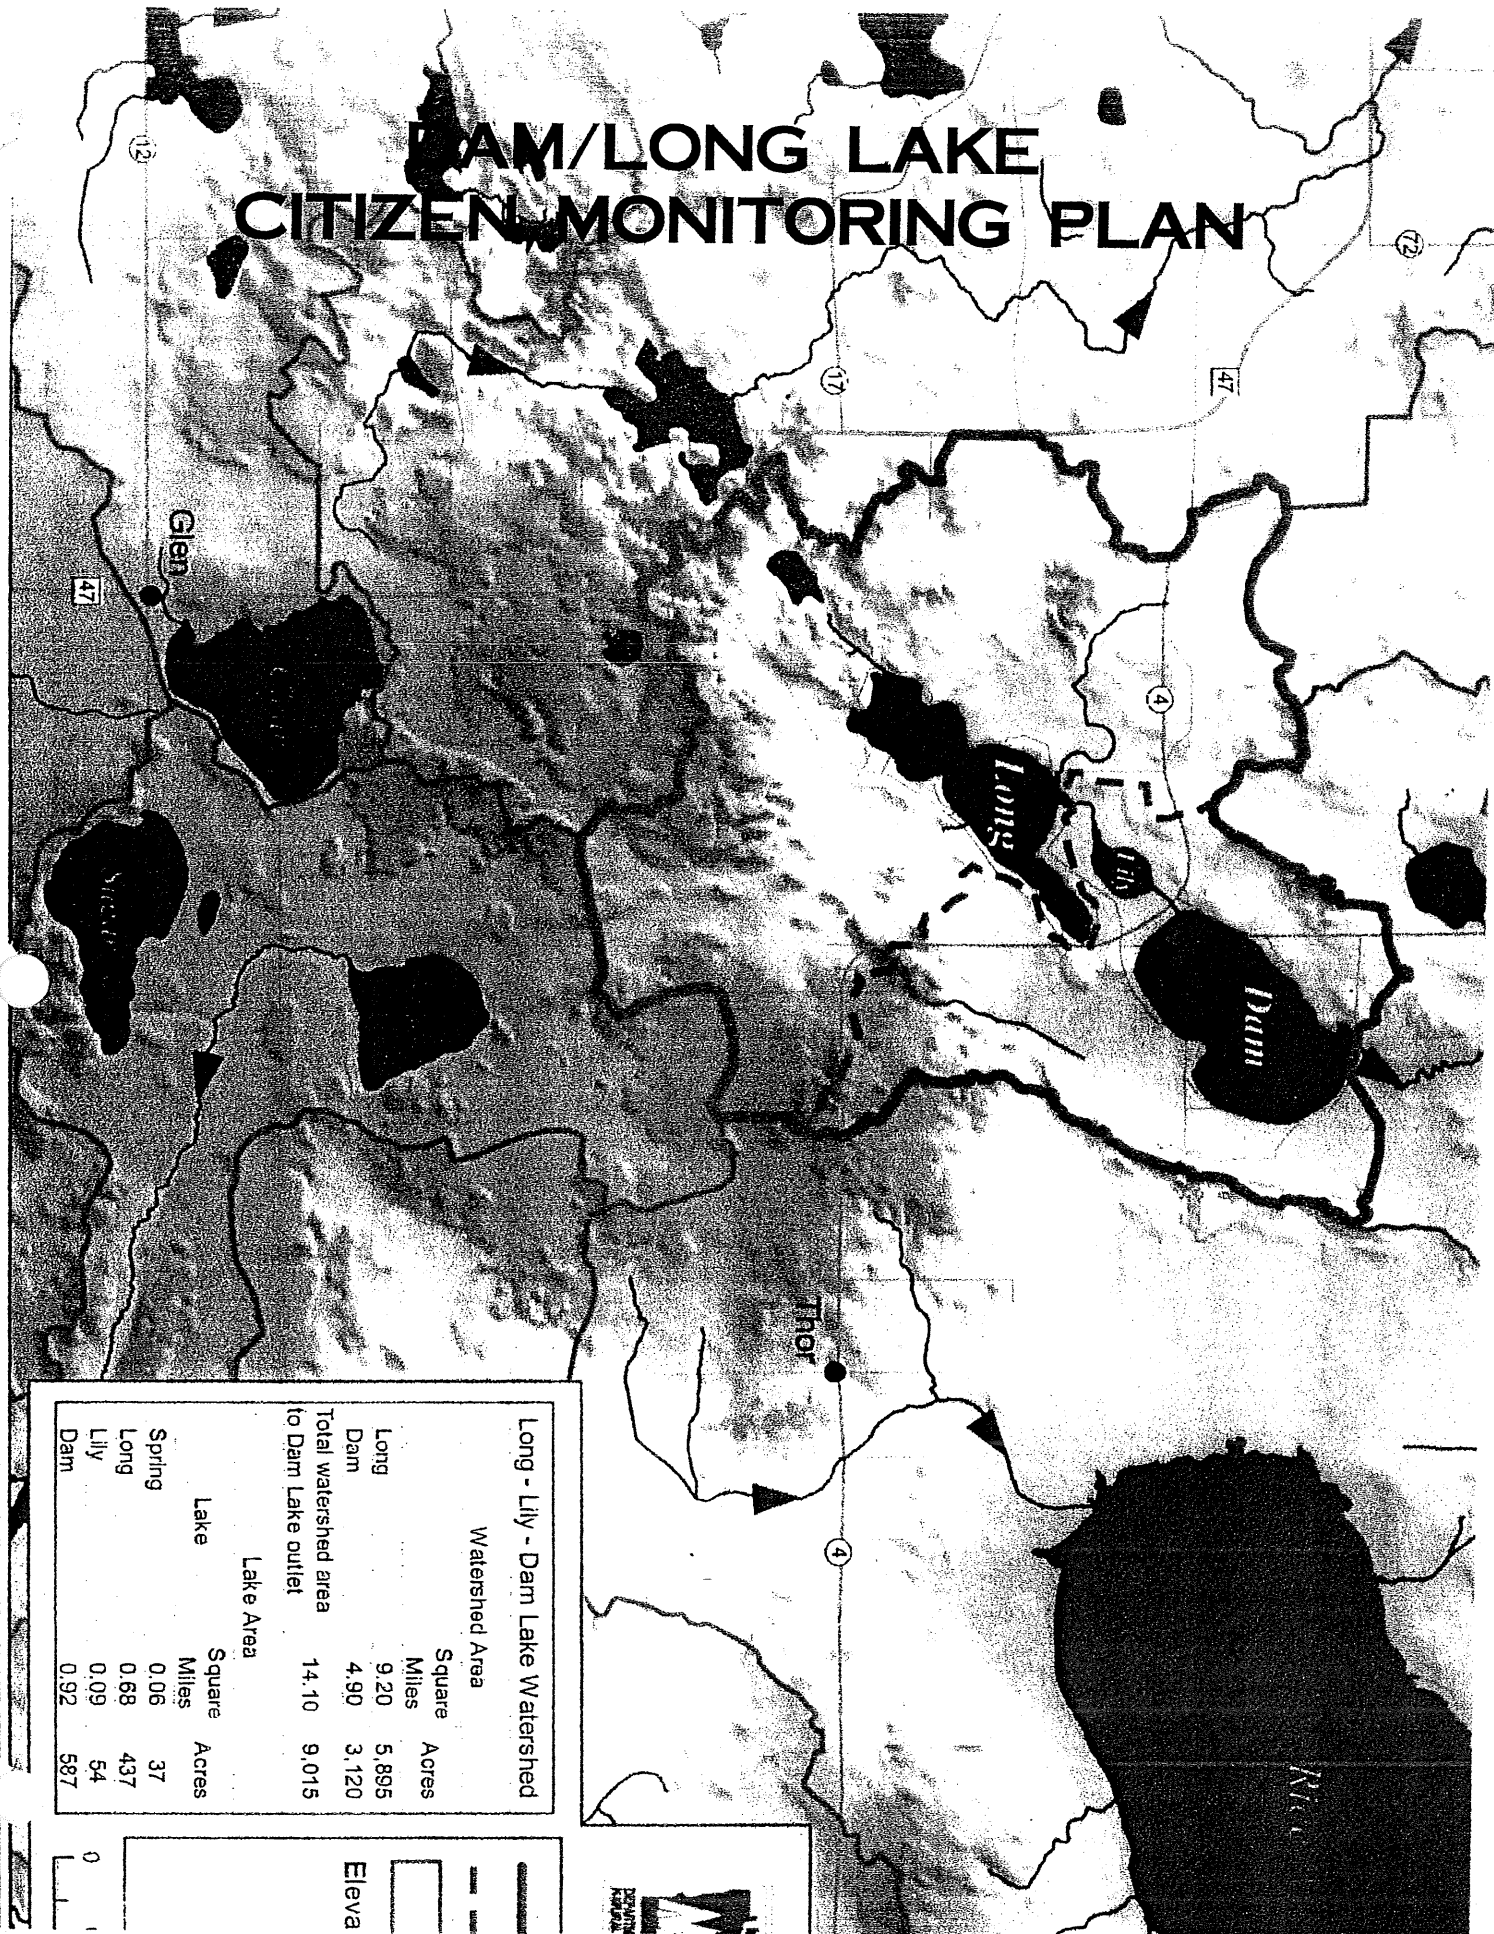 DAM/LONG LAKE
CITIZEN MONITORING PLAN
12
72
17
47
Glen
47
4
Long
Lily
Dam
Thor
4
Rice
Long - Lily - Dam Lake Watershed
Watershed Area
Square
Miles Acres
Long 9.20 5,895
Dam 4.90 3,120
Total watershed area
to Dam Lake outlet 14.10 9,015
Lake Area
Square
Lake Miles Acres
Spring 0.06 37
Long 0.68 437
Lily 0.09 54
Dam 0.92 587
Eleva
0